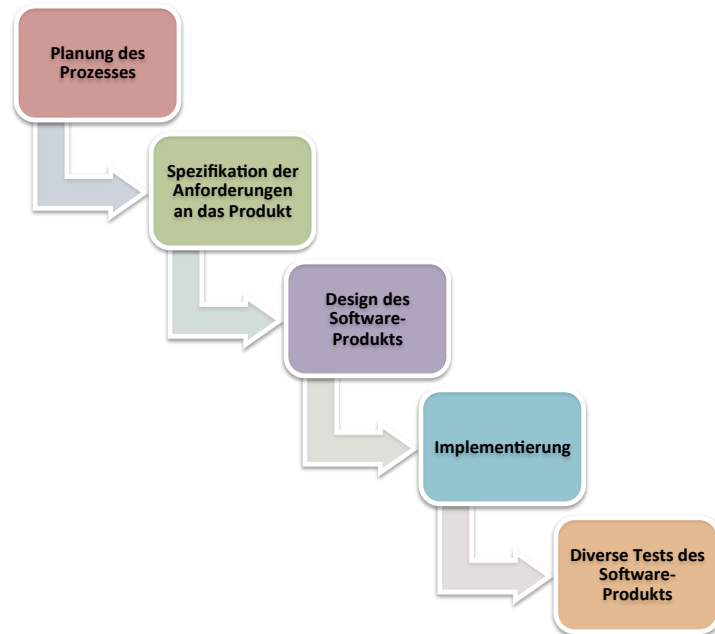 Planung des
Prozesses
Spezifikation der
Anforderungen
an das Produkt
Design des
Software-
Produkts
Implementierung
Diverse Tests des
Software-
Produkts